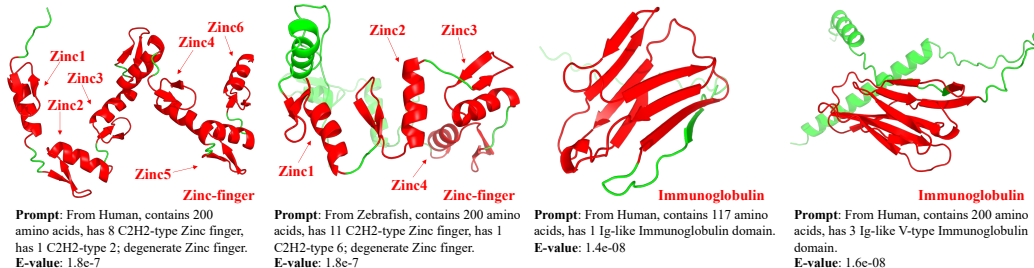 Zinc1
Zinc2
Zinc3
Zinc4
Zinc5
Zinc6
Zinc-finger
Prompt: From Human, contains 200
amino acids, has 8 C2H2-type Zinc finger,
has 1 C2H2-type 2; degenerate Zinc finger.
E-value: 1.8e-7
Zinc1
Zinc2
Zinc3
Zinc4
Zinc-finger
Prompt: From Zebrafish, contains 200 amino
acids, has 11 C2H2-type Zinc finger, has 1
C2H2-type 6; degenerate Zinc finger.
E-value: 1.8e-7
Immunoglobulin
Prompt: From Human, contains 117 amino
acids, has 1 Ig-like Immunoglobulin domain.
E-value: 1.4e-08
Immunoglobulin
Prompt: From Human, contains 200 amino
acids, has 3 Ig-like V-type Immunoglobulin
domain.
E-value: 1.6e-08